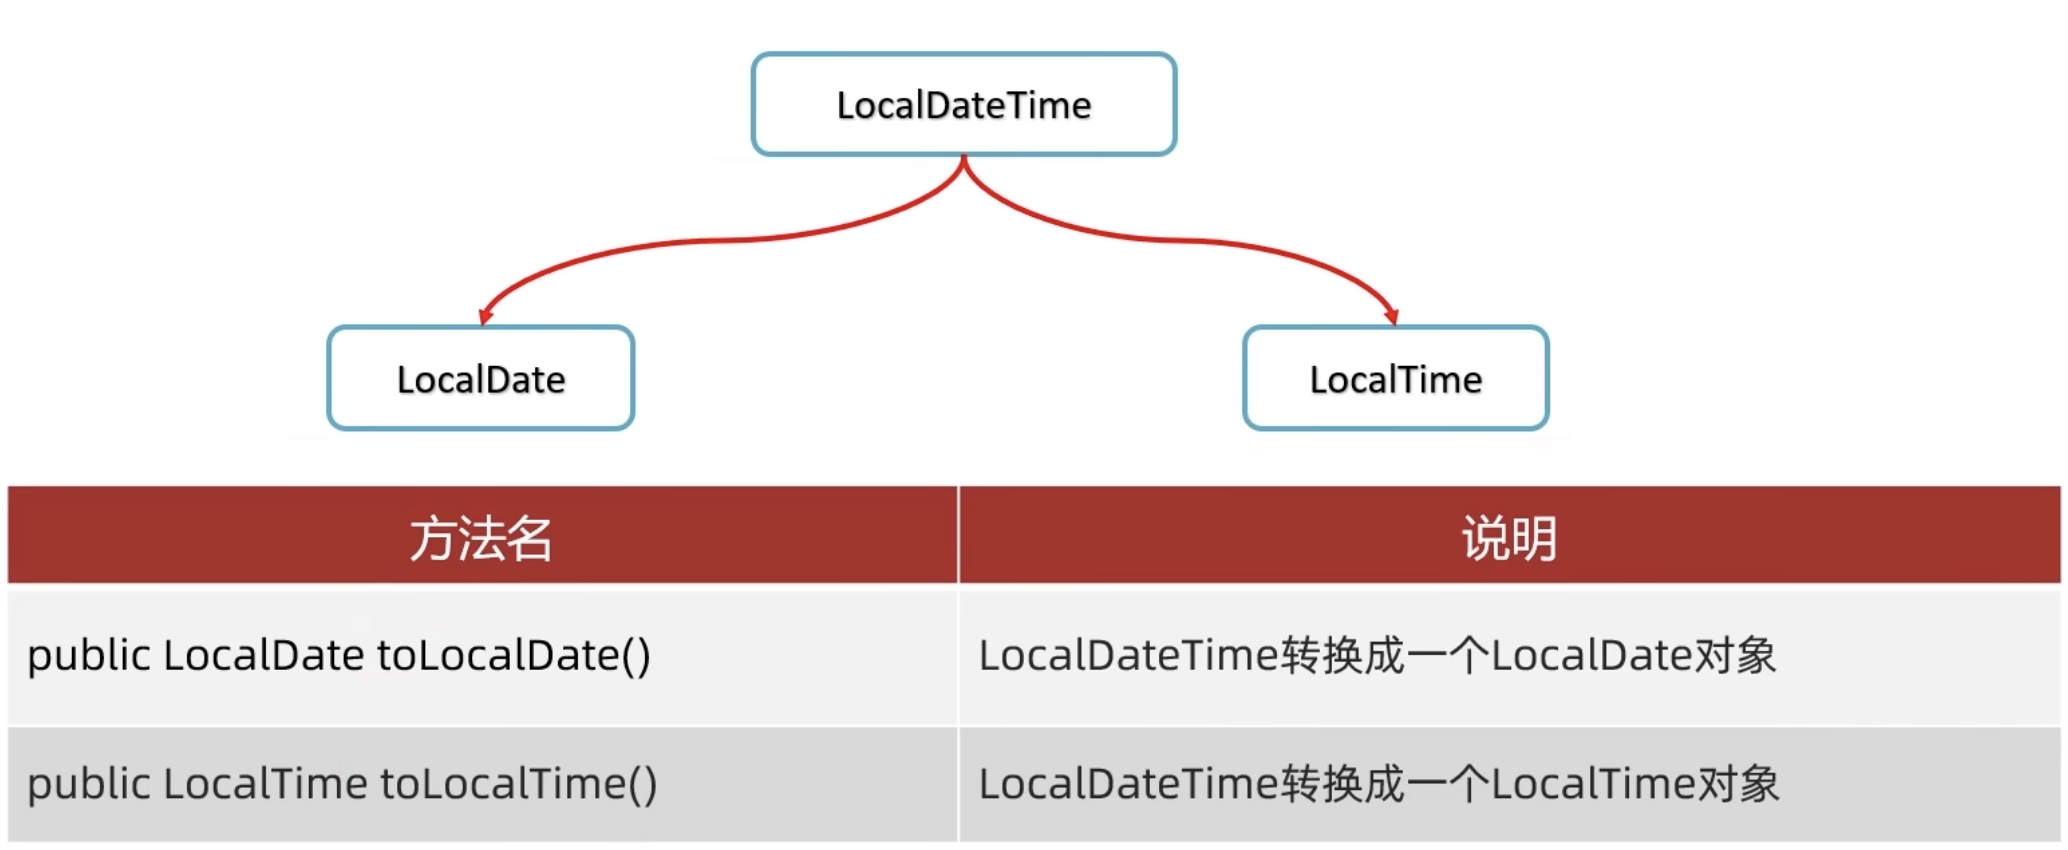 LocalDateTime
LocalDate
LocalTime
方法名
说明
public LocalDate toLocalDate()
LocalDateTime转换成一个LocalDate对象
public LocalTime toLocalTime()
LocalDateTime转换成一个LocalTime对象